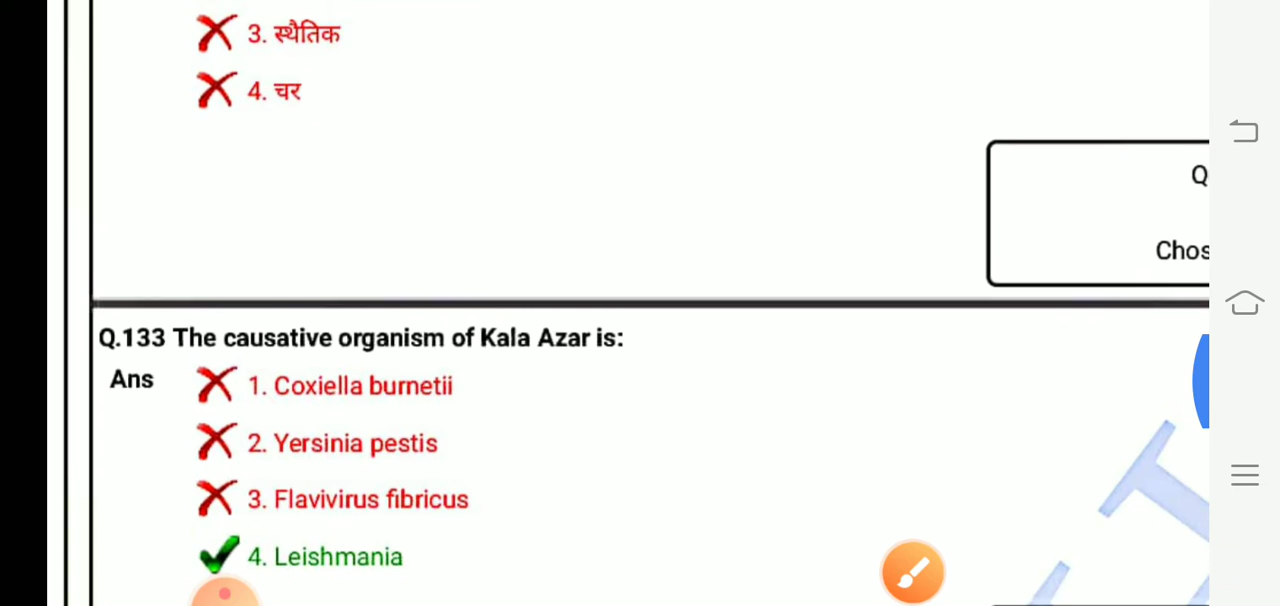 3. स्थैतिक
4. चर
Q
Chos
Q.133 The causative organism of Kala Azar is:
Ans
1. Coxiella burnetii
2. Yersinia pestis
3. Flavivirus fibricus
4. Leishmania